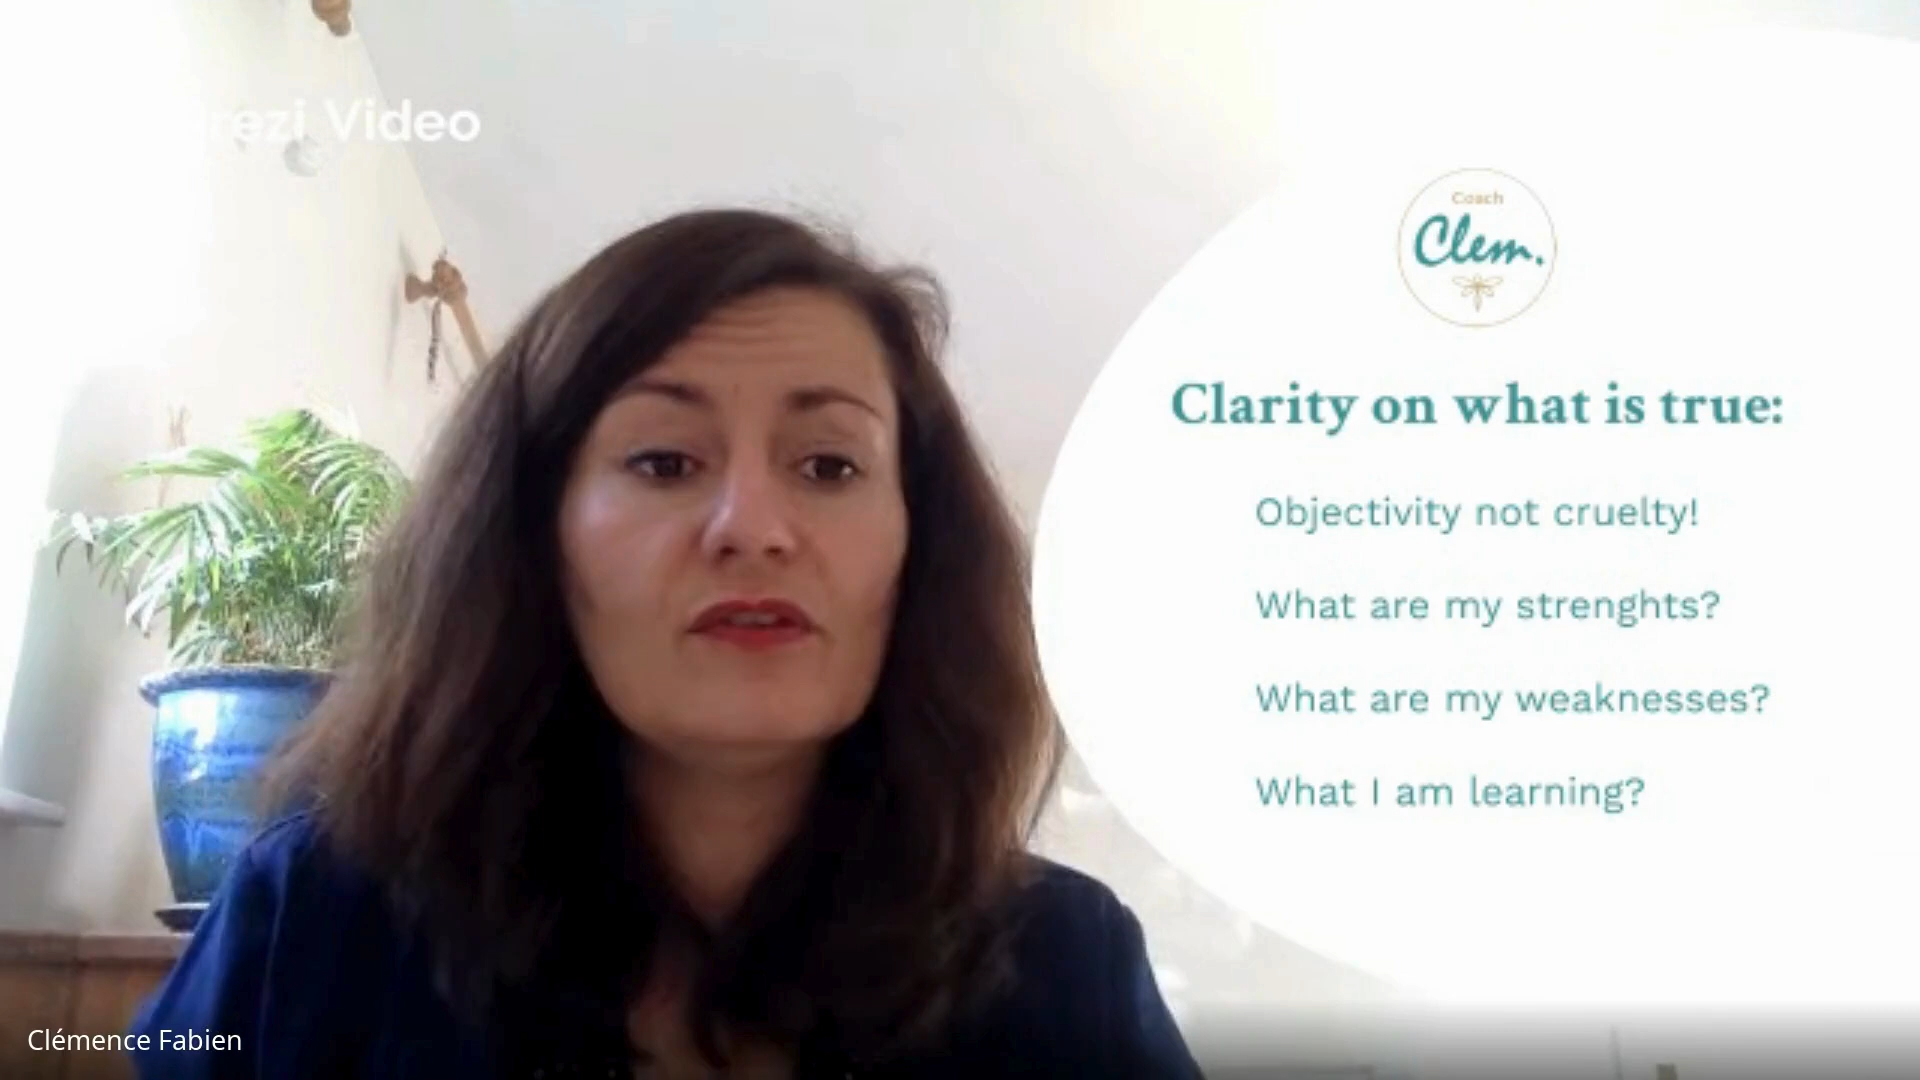 rezi Video
Coach
Clem.
Clarity on what is true:
Objectivity not cruelty!
What are my strenghts?
What are my weaknesses?
What I am learning?
Clémence Fabien